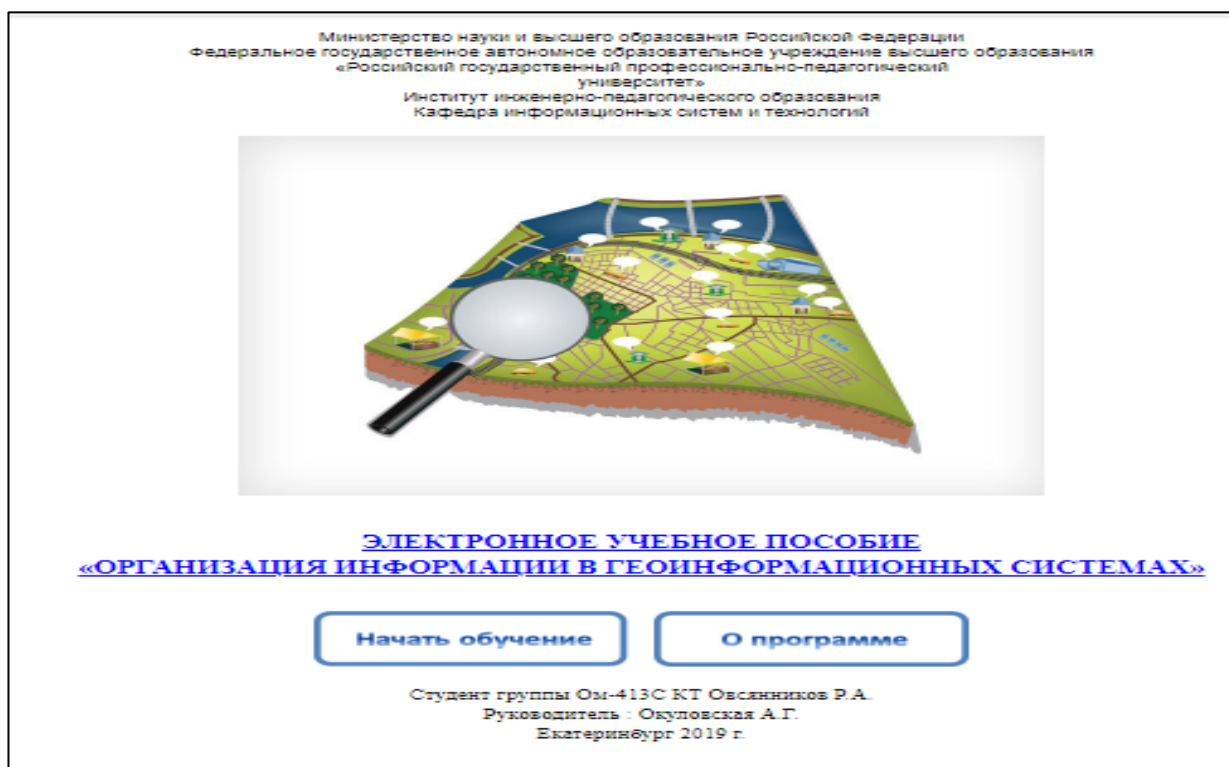 Министерство науки и высшего образования Российской Федерации
Федеральное государственное автономное образовательное учреждение высшего образования
«Российский государственный профессионально-педагогический
университет»
Институт инженерно-педагогического образования
Кафедра информационных систем и технологий
ЭЛЕКТРОННОЕ УЧЕБНОЕ ПОСОБИЕ
«ОРГАНИЗАЦИЯ ИНФОРМАЦИИ В ГЕОИНФОРМАЦИОННЫХ СИСТЕМАХ»
Начать обучение
О программе
Студент группы Ом-413С КТ Овсянников Р.А.
Руководитель : Окуловская А.Г.
Екатеринбург 2019 г.